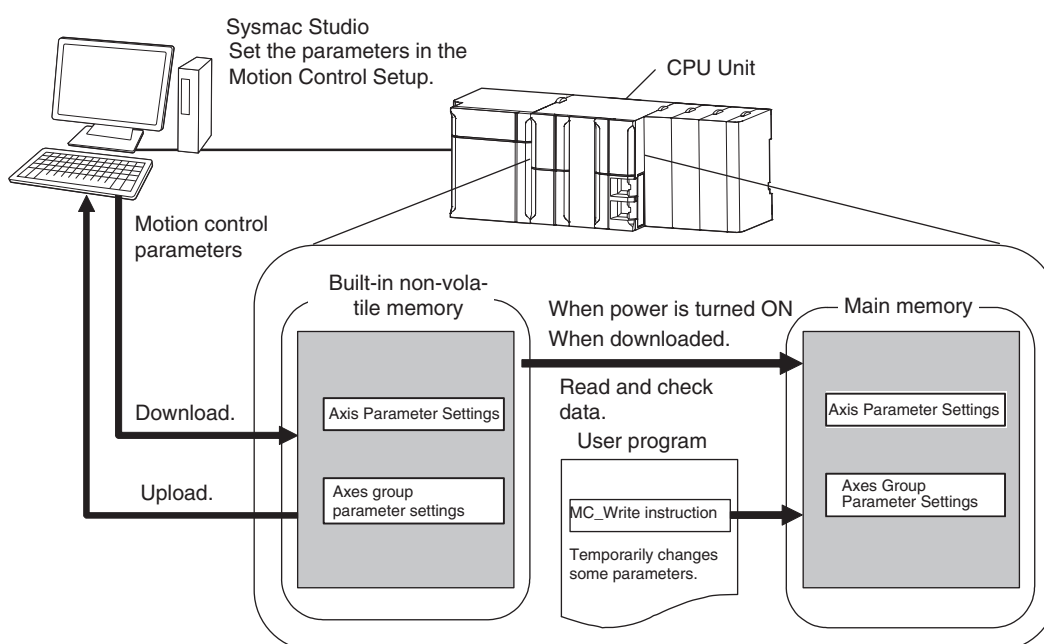 Sysmac Studio
Set the parameters in the
Motion Control Setup.
CPU Unit
Motion control
parameters
Built-in non-vola-
tile memory
When power is turned ON
When downloaded.
Main memory
Read and check
data.
Download.
Axis Parameter Settings
Axis Parameter Settings
User program
Upload.
Axes group
parameter settings
MC_Write instruction
Temporarily changes
some parameters.
Axes Group
Parameter Settings